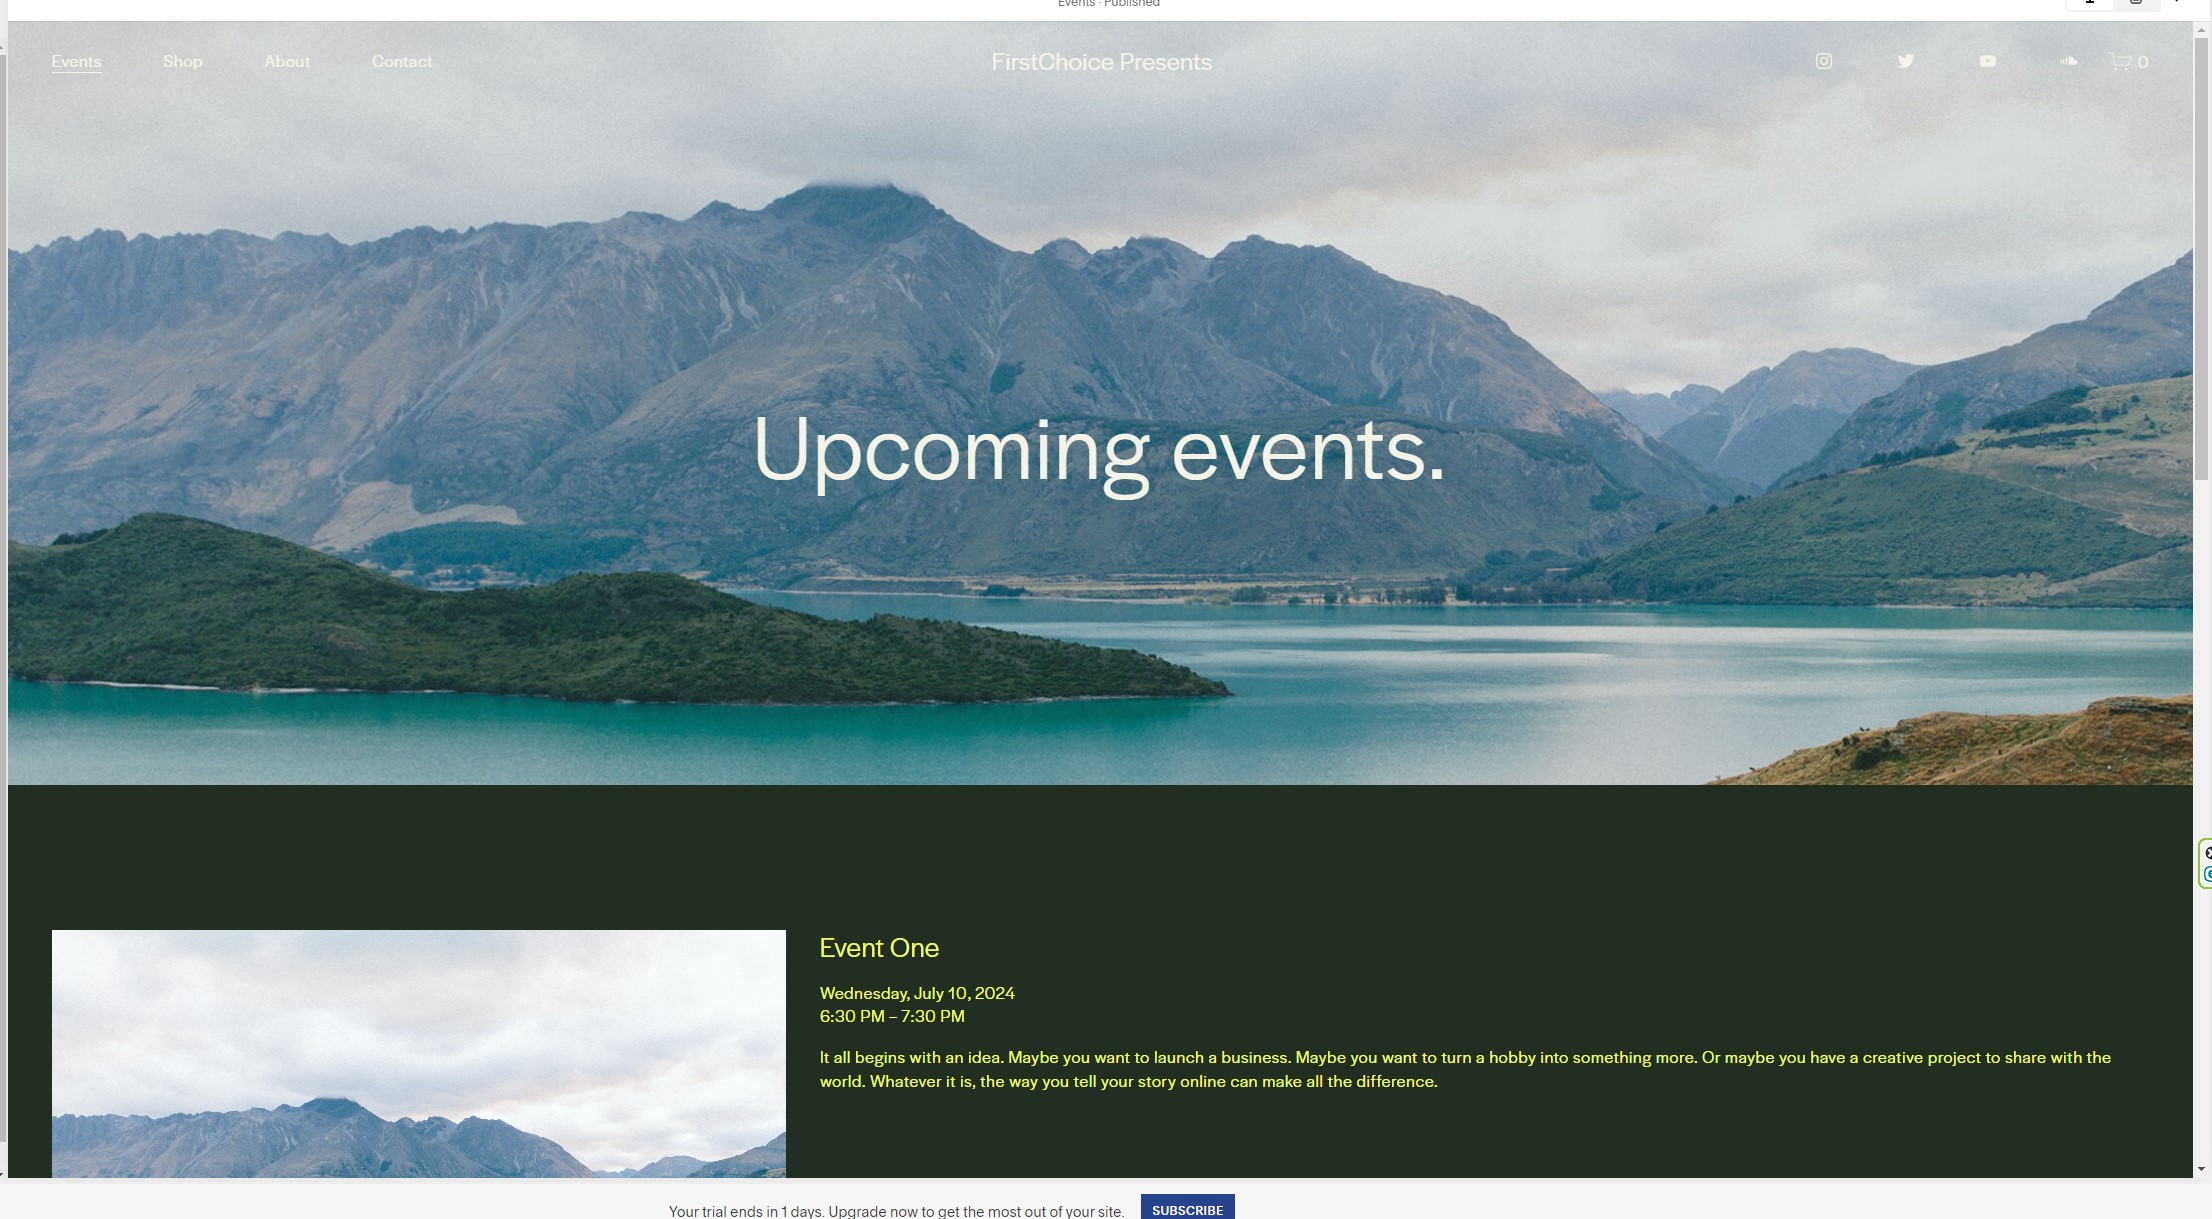 Events · Published
Events Shop About Contact FirstChoice Presents 0
Upcoming events.
Event One
Wednesday, July 10, 2024
6:30 PM – 7:30 PM
It all begins with an idea. Maybe you want to launch a business. Maybe you want to turn a hobby into something more. Or maybe you have a creative project to share with the
world. Whatever it is, the way you tell your story online can make all the difference.
Your trial ends in 1 days. Upgrade now to get the most out of your site. SUBSCRIBE